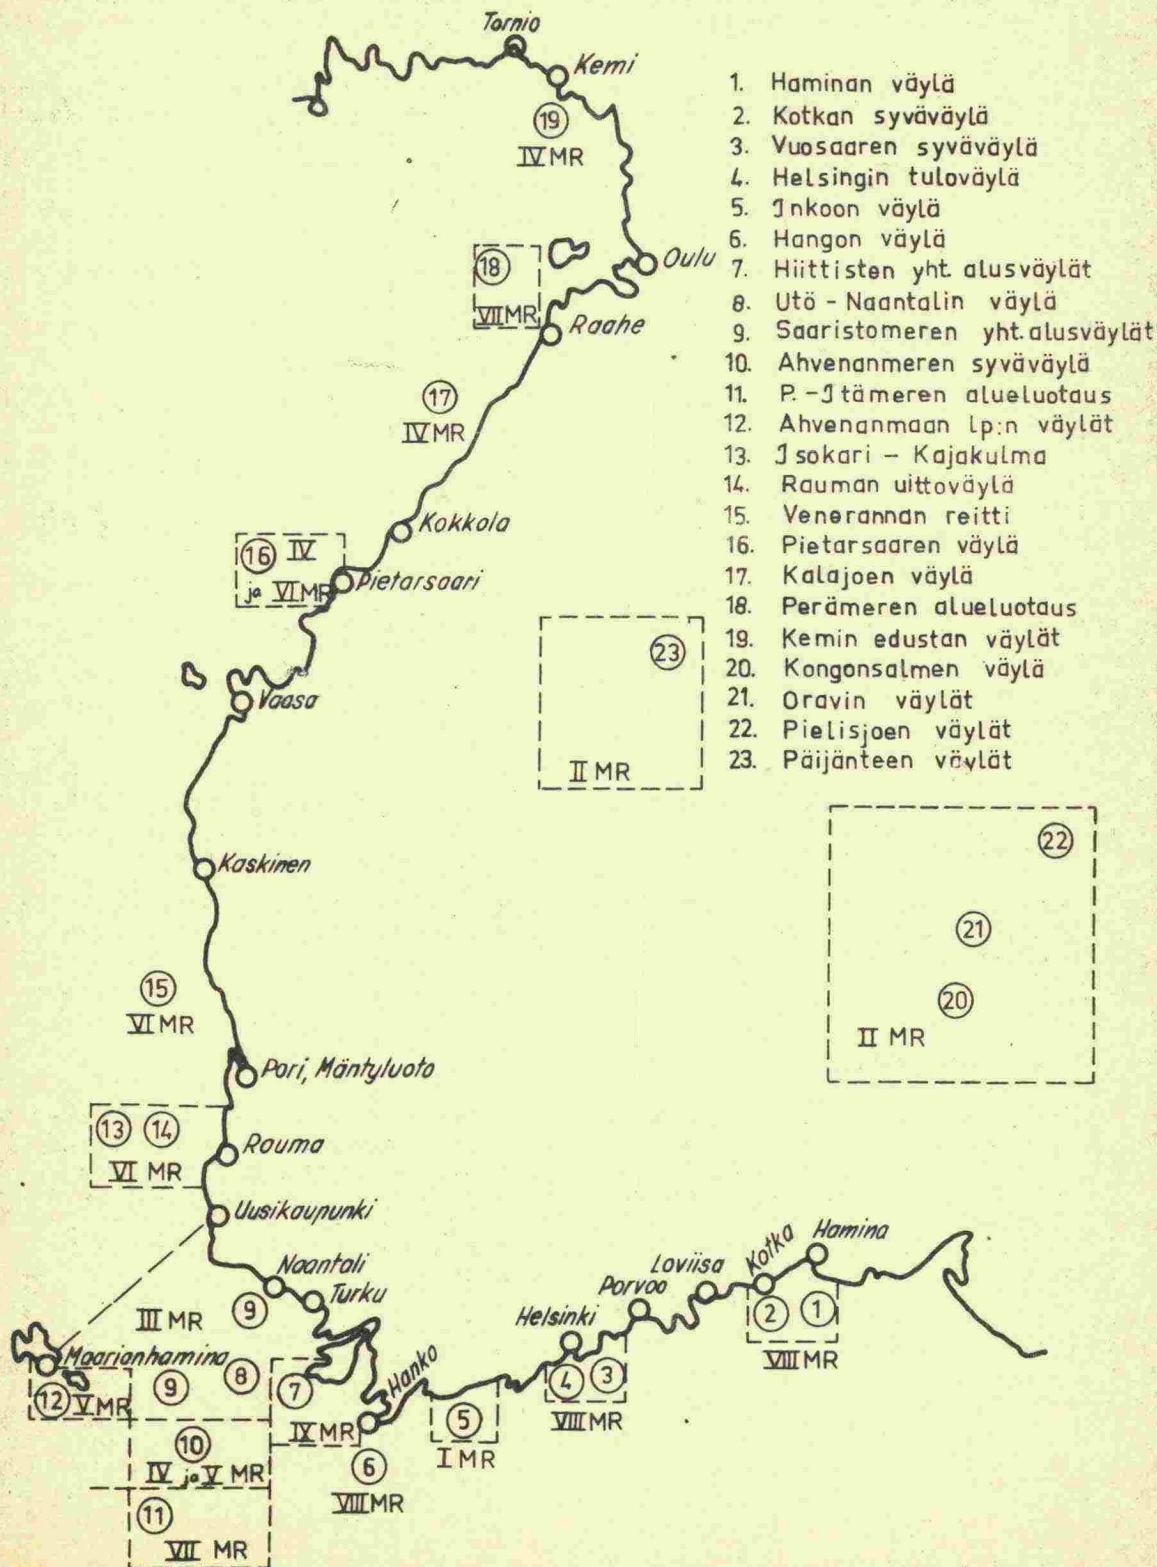 Tornio
Kemi
19
IV MR
Oulu
18
VII MR
Raahe
17
IV MR
Kokkola
16 IV
ja VI MR
Pietarsaari
23
II MR
Vaasa
Kaskinen
22
21
20
II MR
15
VI MR
Pori, Mäntyluoto
13 14
VI MR
Rauma
Uusikaupunki
Naantali
9
Turku
III MR
Maarianhamina
12 V MR
9
8
7
IX MR
Hanko
10
IV ja V MR
11
VII MR
6
VIII MR
5
I MR
Helsinki
4 3
VIII MR
Porvoo
Loviisa
Kotka
Hamina
2 1
VIII MR
1. Haminan väylä
2. Kotkan syväväylä
3. Vuosaaren syväväylä
4. Helsingin tuloväylä
5. Inkoon väylä
6. Hangon väylä
7. Hiittisten yht. alusväylät
8. Utö - Naantalin väylä
9. Saaristomeren yht. alusväylät
10. Ahvenanmeren syväväylä
11. P. - Itämeren alueluotaus
12. Ahvenanmaan lp:n väylät
13. Isokari - Kajakulma
14. Rauman uittoväylä
15. Venerannan reitti
16. Pietarsaaren väylä
17. Kalajoen väylä
18. Perämeren alueluotaus
19. Kemin edustan väylät
20. Kongonsalmen väylä
21. Oravin väylät
22. Pielisjoen väylät
23. Päijänteen väylät